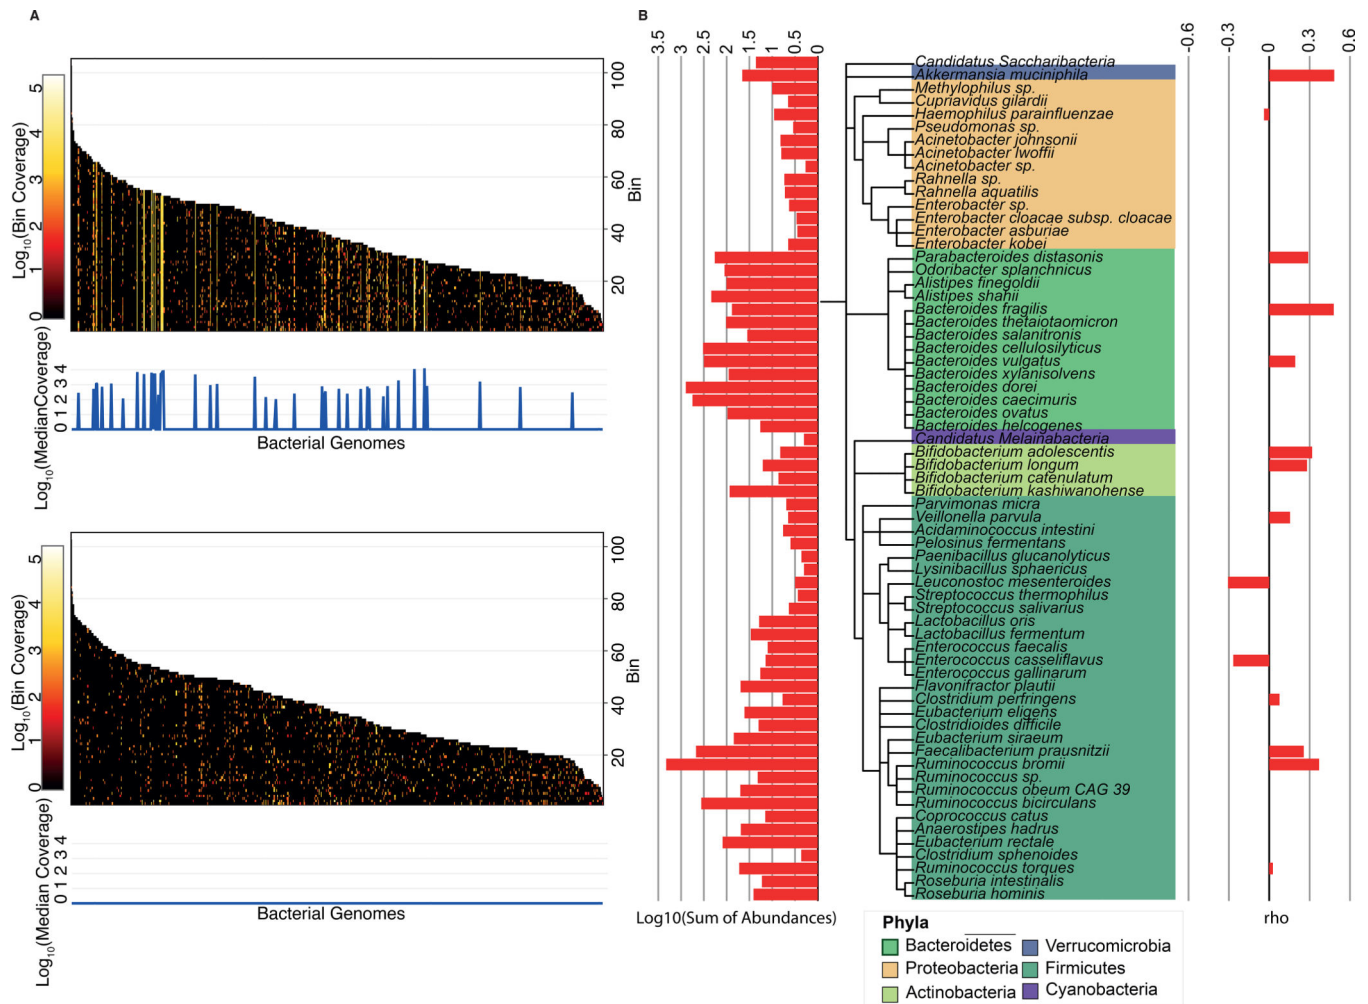 A
Log10(Bin Coverage)
0 1 2 3 4 5
100
80
60
40
20
Bin
Log10(MedianCoverage)
4
3
2
1
0
Bacterial Genomes
Log10(Bin Coverage)
0 1 2 3 4 5
100
80
60
40
20
Bin
Log10(Median Coverage)
4
3
2
1
0
Bacterial Genomes
B
3.5 3 2.5 2 1.5 1 0.5 0
-0.6 -0.3 0 0.3 0.6
Candidatus Saccharibacteria
Akkermansia muciniphila
Methylophilus sp.
Cupriavidus gilardii
Haemophilus parainfluenzae
Pseudomonas sp.
Acinetobacter johnsonii
Acinetobacter lwoffii
Acinetobacter sp.
Rahnella sp.
Rahnella aquatilis
Enterobacter sp.
Enterobacter cloacae subsp. cloacae
Enterobacter asburiae
Enterobacter kobei
Parabacteroides distasonis
Odoribacter splanchnicus
Alistipes finegoldii
Alistipes shahii
Bacteroides fragilis
Bacteroides thetaiotaomicron
Bacteroides salanitronis
Bacteroides cellulosilyticus
Bacteroides vulgatus
Bacteroides xylanisolvens
Bacteroides dorei
Bacteroides caecimuris
Bacteroides ovatus
Bacteroides helcogenes
Candidatus Melainabacteria
Bifidobacterium adolescentis
Bifidobacterium longum
Bifidobacterium catenulatum
Bifidobacterium kashiwanohense
Parvimonas micra
Veillonella parvula
Acidaminococcus intestini
Pelosinus fermentans
Paenibacillus glucanolyticus
Lysinibacillus sphaericus
Leuconostoc mesenteroides
Streptococcus thermophilus
Streptococcus salivarius
Lactobacillus oris
Lactobacillus fermentum
Enterococcus faecalis
Enterococcus casseliflavus
Enterococcus gallinarum
Flavonifractor plautii
Clostridium perfringens
Eubacterium eligens
Clostridioides difficile
Eubacterium siraeum
Faecalibacterium prausnitzii
Ruminococcus bromii
Ruminococcus sp.
Ruminococcus obeum CAG 39
Ruminococcus bicirculans
Coprococcus catus
Anaerostipes hadrus
Eubacterium rectale
Clostridium sphenoides
Ruminococcus torques
Roseburia intestinalis
Roseburia hominis
Log10(Sum of Abundances)
rho
Phyla
Bacteroidetes Verrucomicrobia
Proteobacteria Firmicutes
Actinobacteria Cyanobacteria